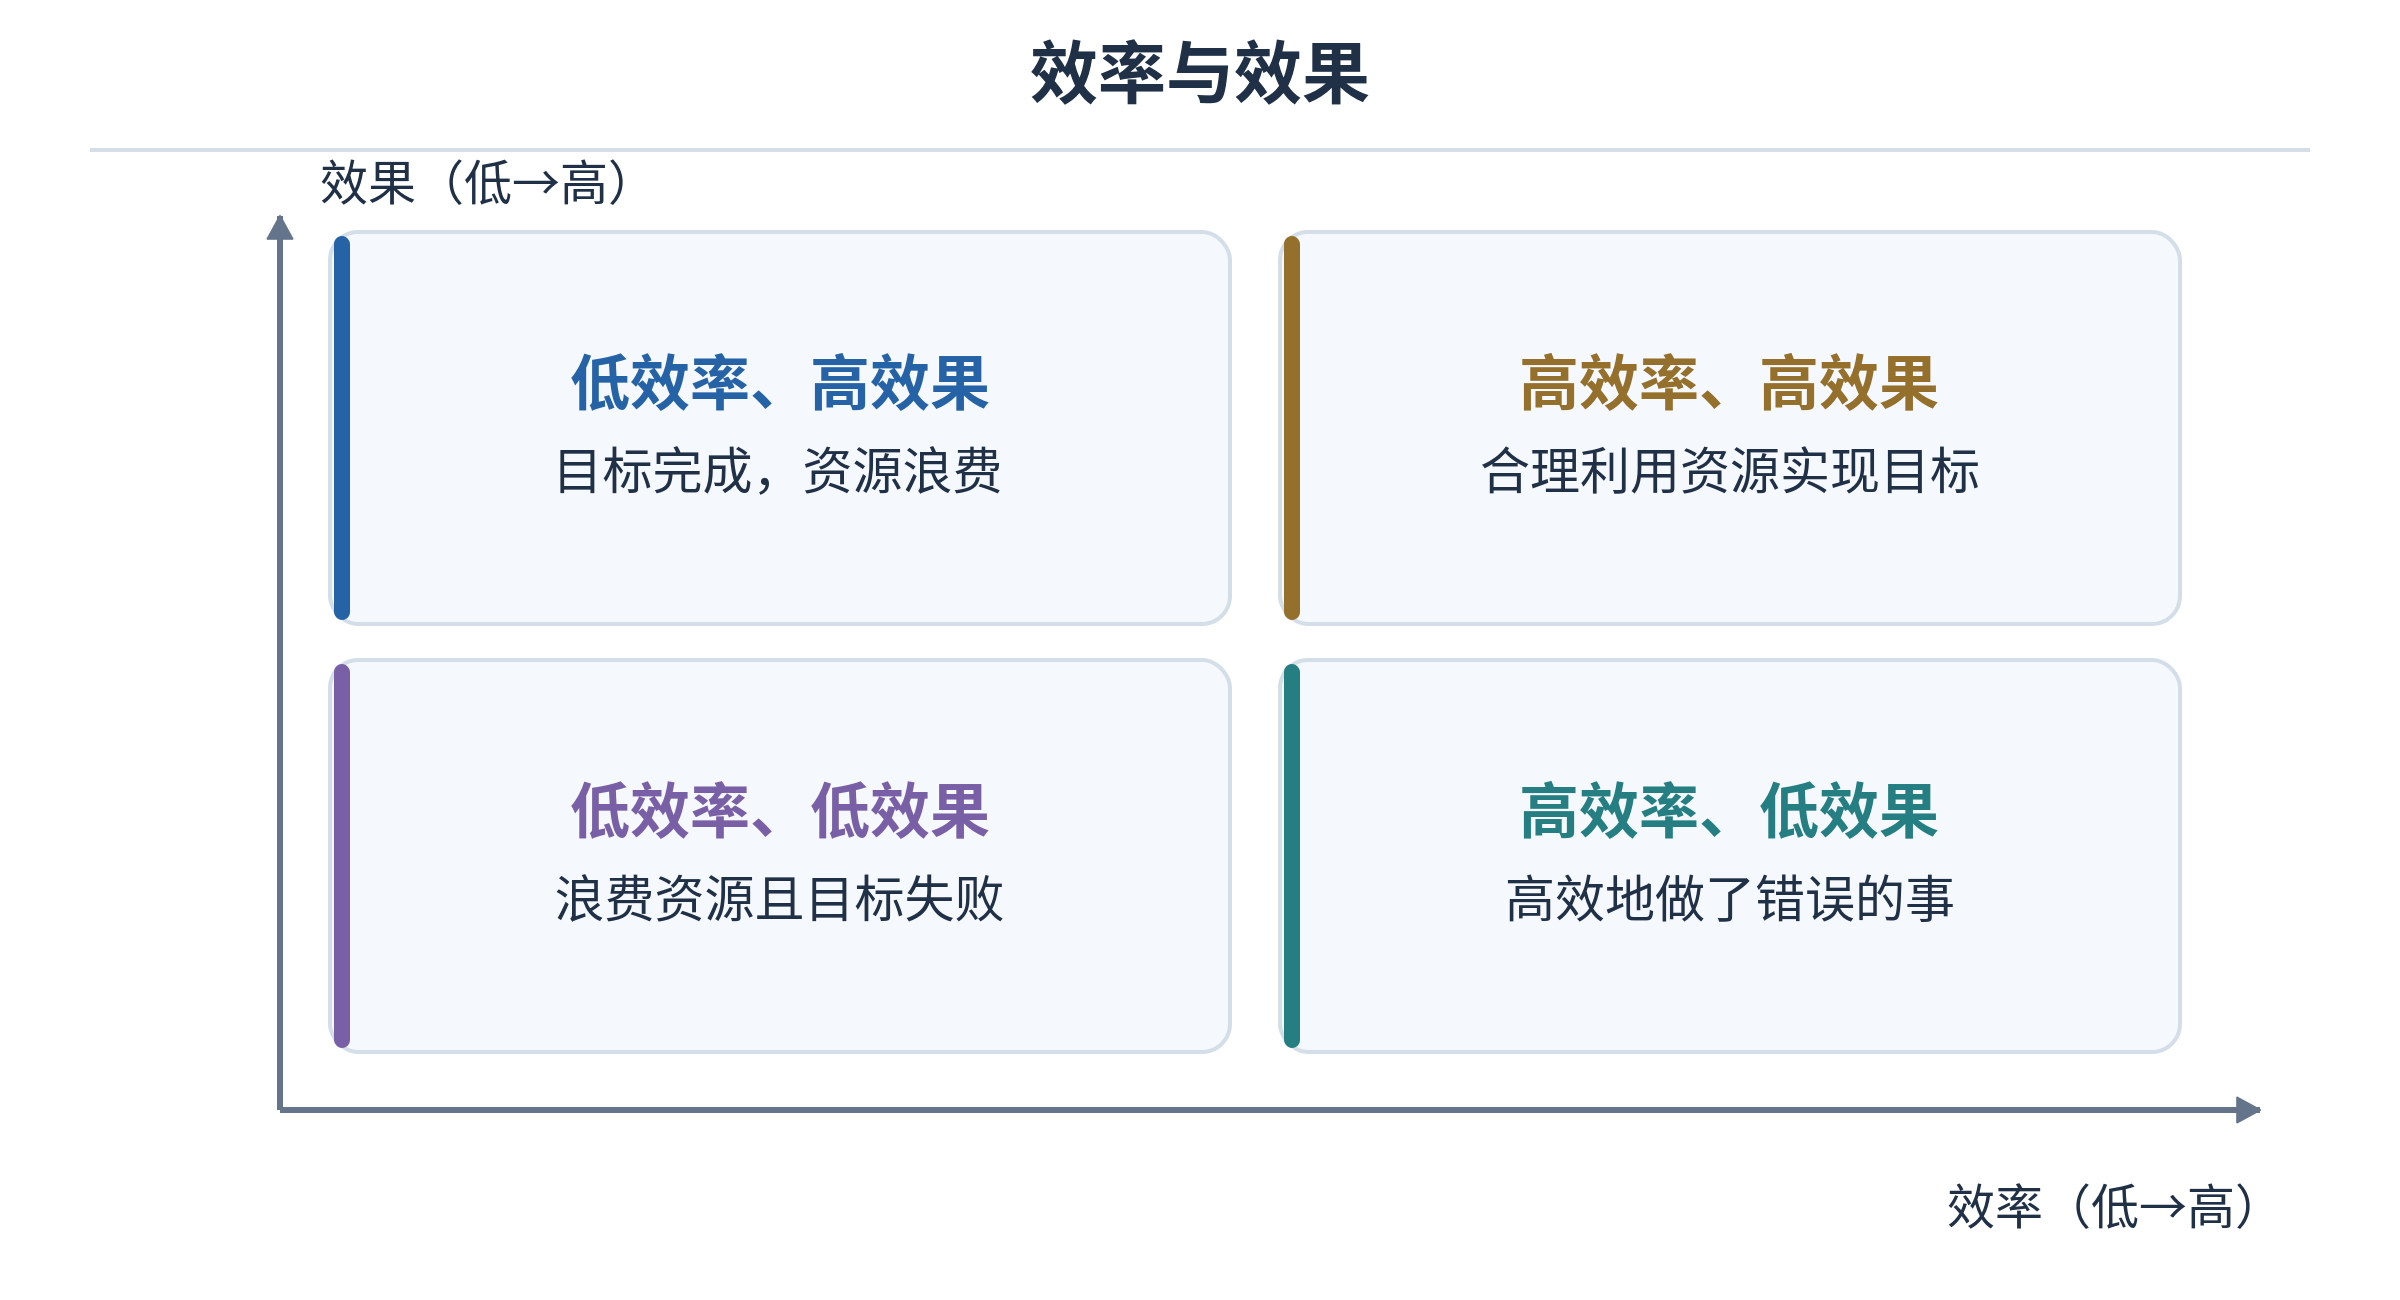 效率与效果
效果（低→高）
低效率、高效果
目标完成，资源浪费
高效率、高效果
合理利用资源实现目标
低效率、低效果
浪费资源且目标失败
高效率、低效果
高效地做了错误的事
效率（低→高）